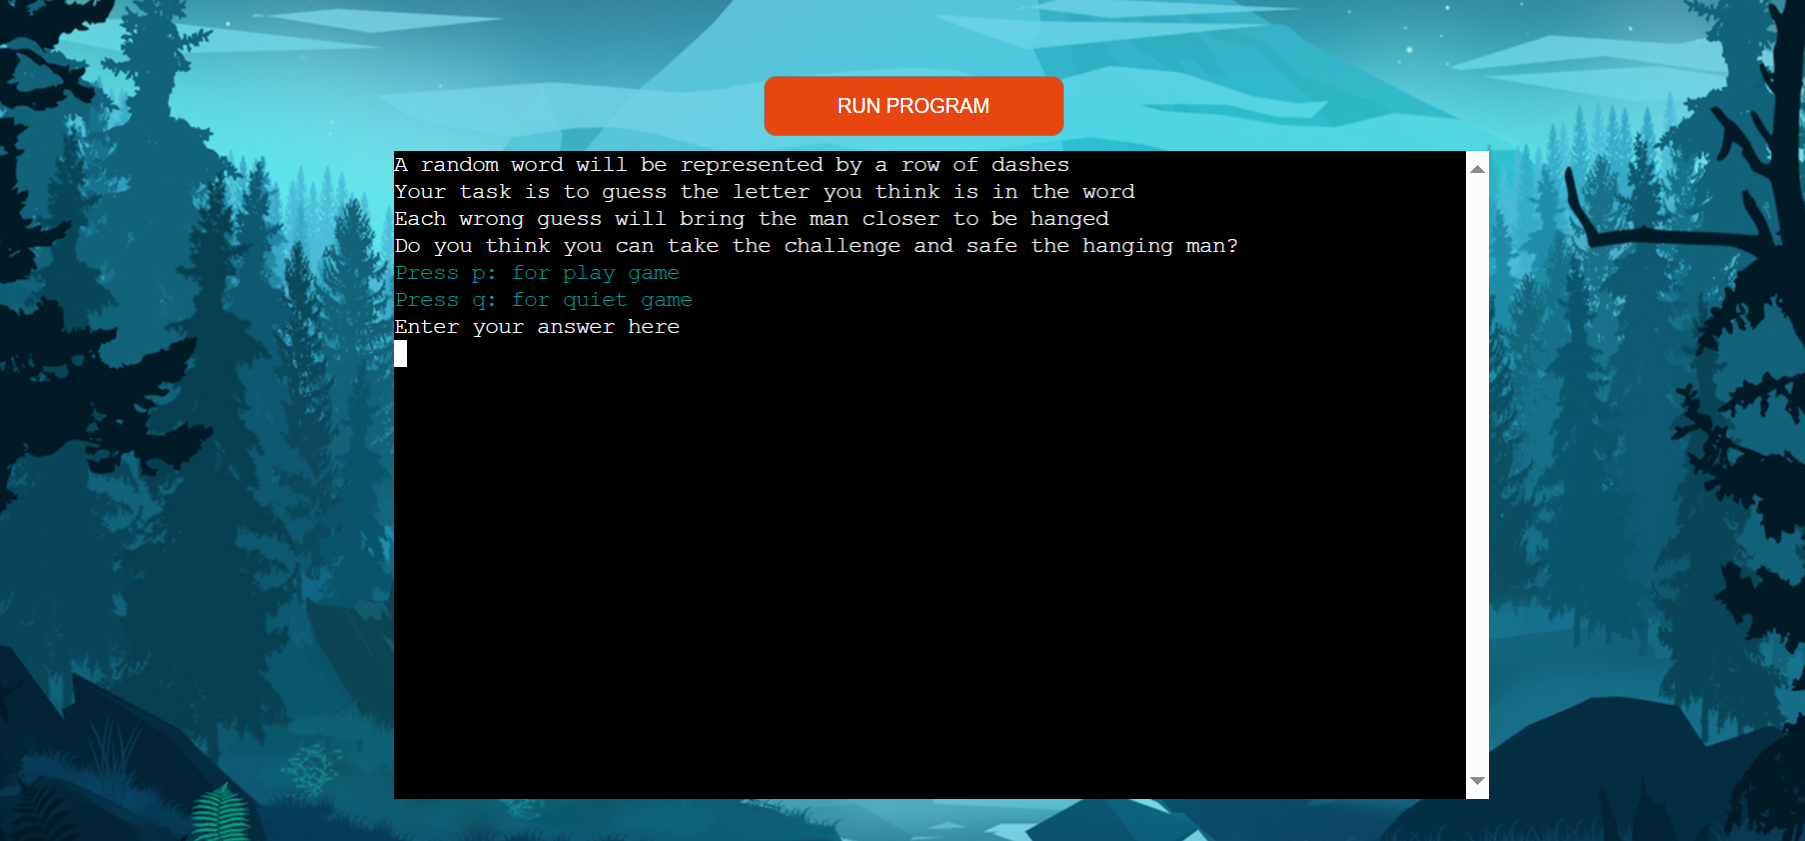 RUN PROGRAM
A random word will be represented by a row of dashes
Your task is to guess the letter you think is in the word
Each wrong guess will bring the man closer to be hanged
Do you think you can take the challenge and safe the hanging man?
Press p: for play game
Press q: for quiet game
Enter your answer here